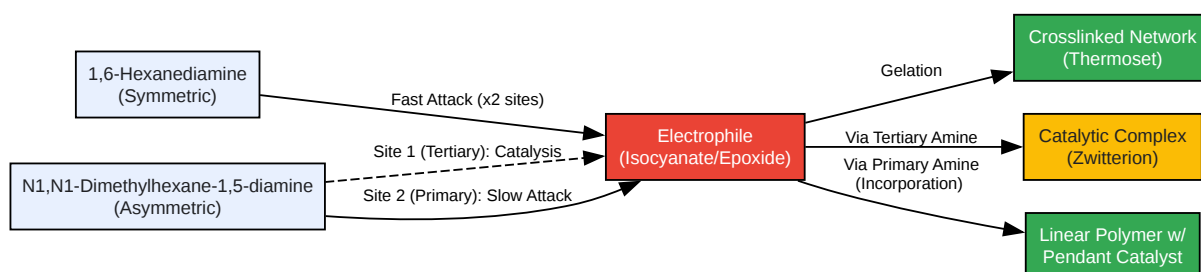 1,6-Hexanediamine
(Symmetric)
N1,N1-Dimethylhexane-1,5-diamine
(Asymmetric)
Fast Attack (x2 sites)
Site 1 (Tertiary): Catalysis
Site 2 (Primary): Slow Attack
Electrophile
(Isocyanate/Epoxide)
Gelation
Via Tertiary Amine
Via Primary Amine
(Incorporation)
Crosslinked Network
(Thermoset)
Catalytic Complex
(Zwitterion)
Linear Polymer w/
Pendant Catalyst